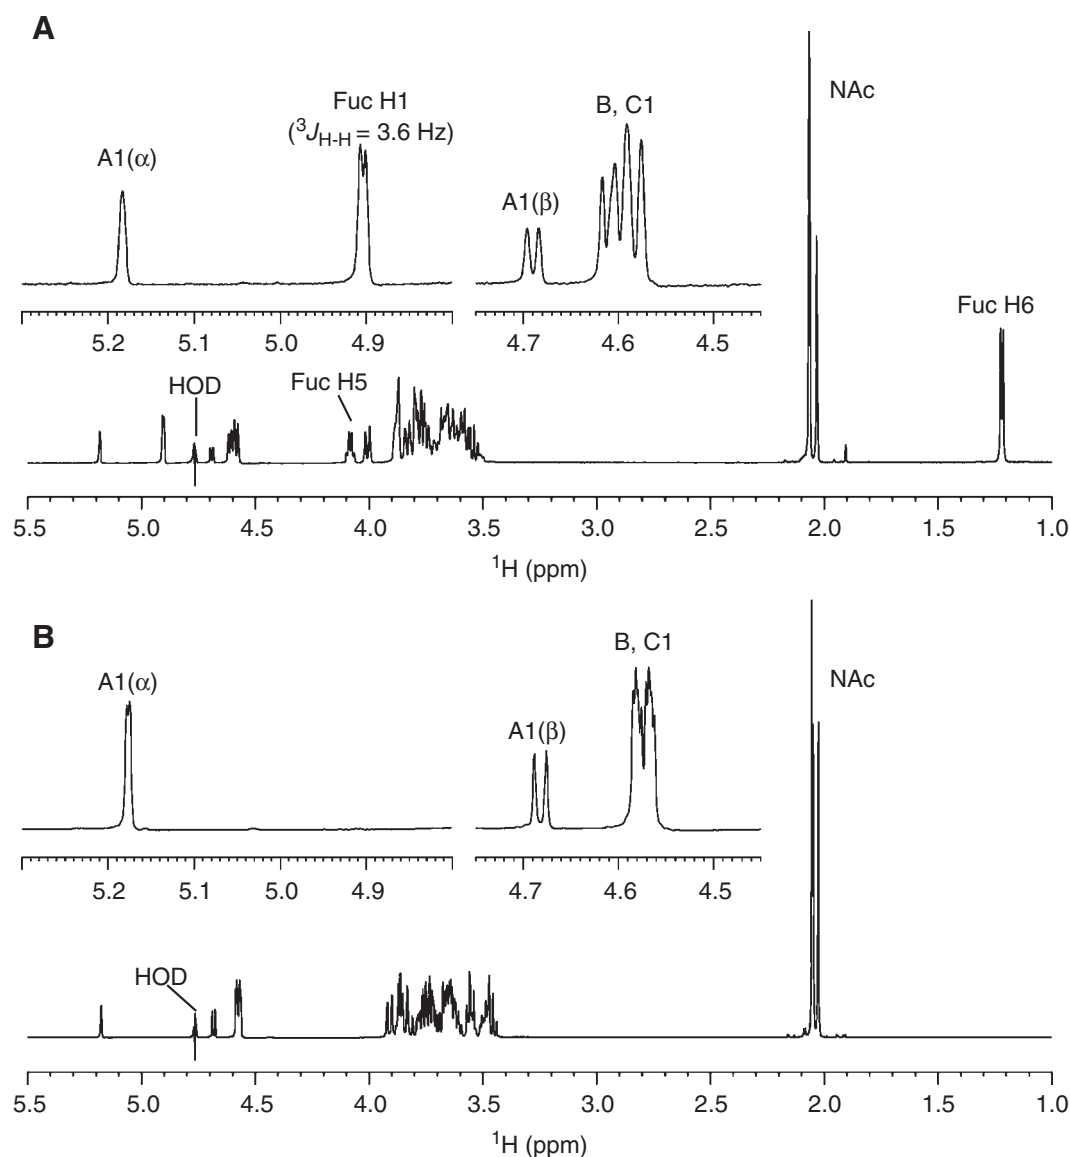 A
Fuc H1
(³J_H-H = 3.6 Hz)
A1(α)
B, C1
A1(β)
NAc
5.2 5.1 5.0 4.9
4.7 4.6 4.5
Fuc H6
HOD
Fuc H5
5.5 5.0 4.5 4.0 3.5 3.0 2.5 2.0 1.5 1.0
¹H (ppm)
B
B, C1
A1(α)
NAc
A1(β)
5.2 5.1 5.0 4.9
4.7 4.6 4.5
HOD
5.5 5.0 4.5 4.0 3.5 3.0 2.5 2.0 1.5 1.0
¹H (ppm)